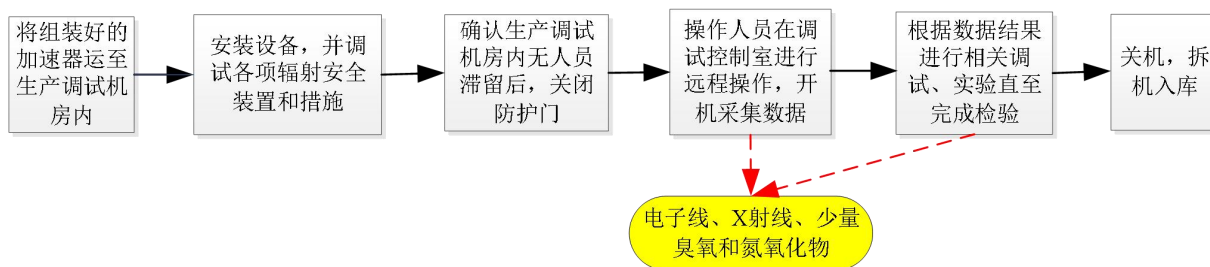 将组装好的
加速器运至
生产调试机
房内
安装设备，并调
试各项辐射安全
装置和措施
确认生产调试
机房内无人员
滞留后，关闭
防护门
操作人员在调
试控制室进行
远程操作，开
机采集数据
根据数据结果
进行相关调
试、实验直至
完成检验
关机，拆
机入库
电子线、X射线、少量
臭氧和氮氧化物